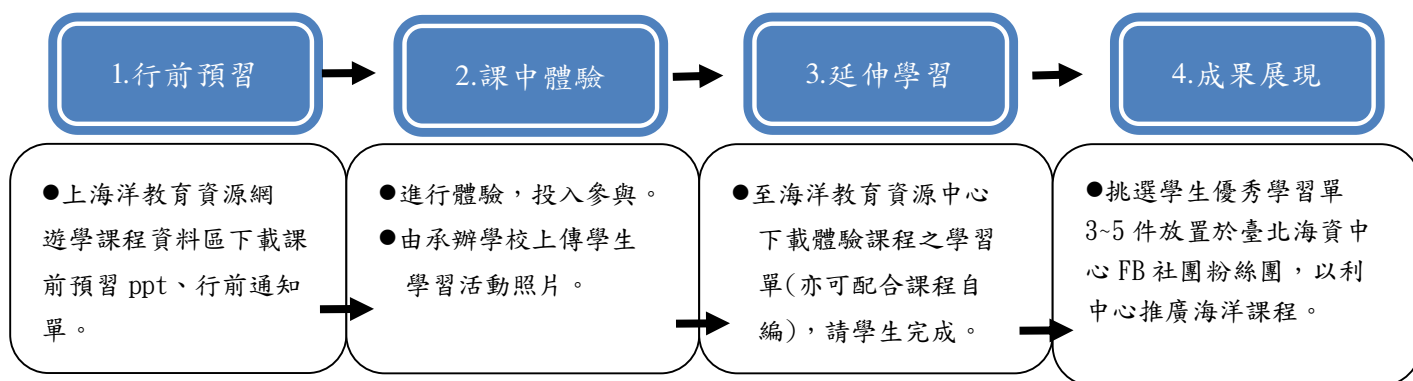 1.行前預習
2.課中體驗
3.延伸學習
4.成果展現
●上海洋教育資源網
遊學課程資料區下載課
前預習 ppt、行前通知
單。
●進行體驗，投入參與。
●由承辦學校上傳學生
學習活動照片。
●至海洋教育資源中心
下載體驗課程之學習
單(亦可配合課程自
編)，請學生完成。
●挑選學生優秀學習單
3~5 件放置於臺北海資中
心 FB 社團粉絲團，以利
中心推廣海洋課程。